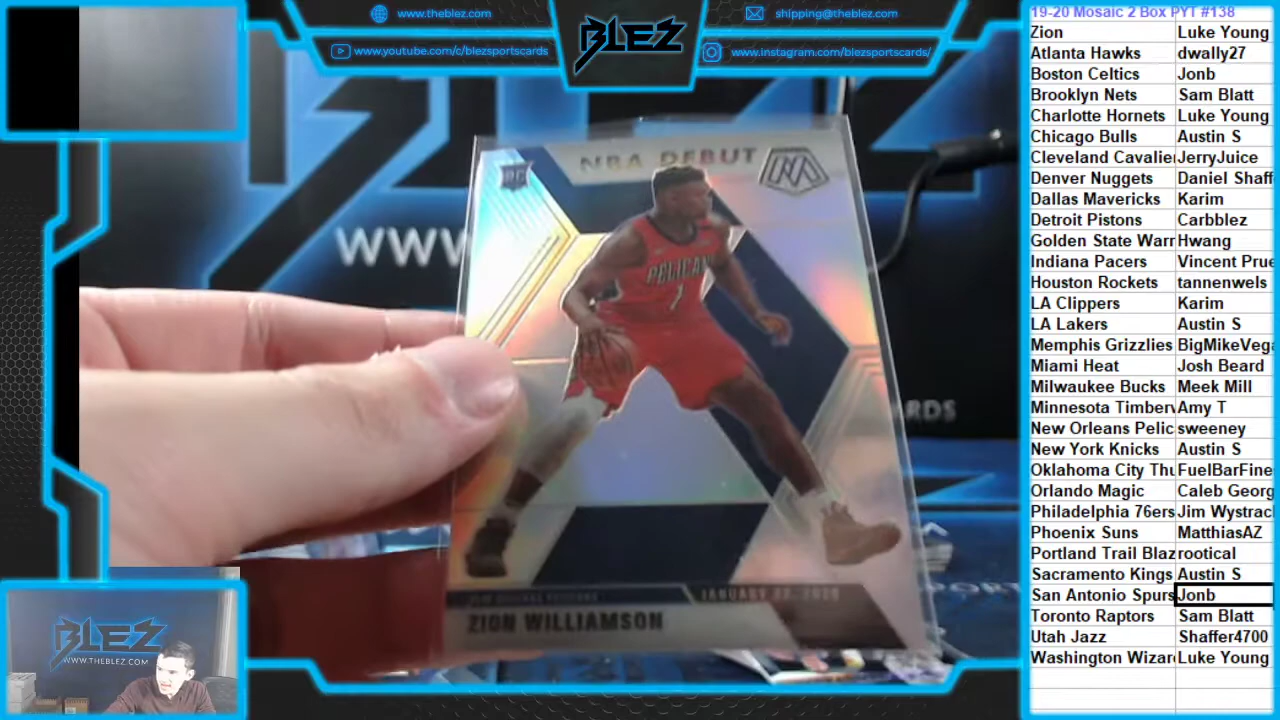 www.theblez.com
shipping@theblez.com
www.youtube.com/c/blezsportscards
www.instagram.com/blezsportscards/
BLEZ
WWW
ARDS
NBA DEBUT
RC
PELICANS
1
ZION WILLIAMSON
BLEZ
WWW.THEBLEZ.COM
19-20 Mosaic 2 Box PYT #138
Zion Luke Young
Atlanta Hawks dwally27
Boston Celtics Jonb
Brooklyn Nets Sam Blatt
Charlotte Hornets Luke Young
Chicago Bulls Austin S
Cleveland Cavalie JerryJuice
Denver Nuggets Daniel Shaff
Dallas Mavericks Karim
Detroit Pistons Carbblez
Golden State Warr Hwang
Indiana Pacers Vincent Prue
Houston Rockets tannenwels
LA Clippers Karim
LA Lakers Austin S
Memphis Grizzlies BigMikeVega
Miami Heat Josh Beard
Milwaukee Bucks Meek Mill
Minnesota Timberv Amy T
New Orleans Pelic sweeney
New York Knicks Austin S
Oklahoma City Thu FuelBarFine
Orlando Magic Caleb Georg
Philadelphia 76ers Jim Wystrac
Phoenix Suns MatthiasAZ
Portland Trail Blaz rootical
Sacramento Kings Austin S
San Antonio Spurs Jonb
Toronto Raptors Sam Blatt
Utah Jazz Shaffer4700
Washington Wizar Luke Young